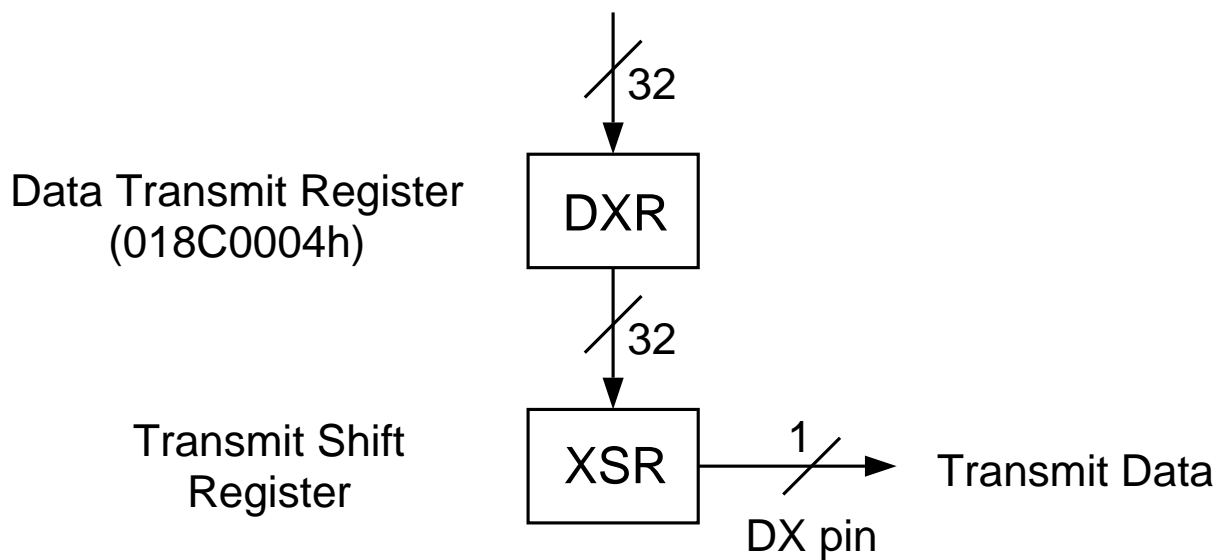 32
Data Transmit Register
(018C0004h)
DXR
32
Transmit Shift
Register
XSR
1
DX pin
Transmit Data